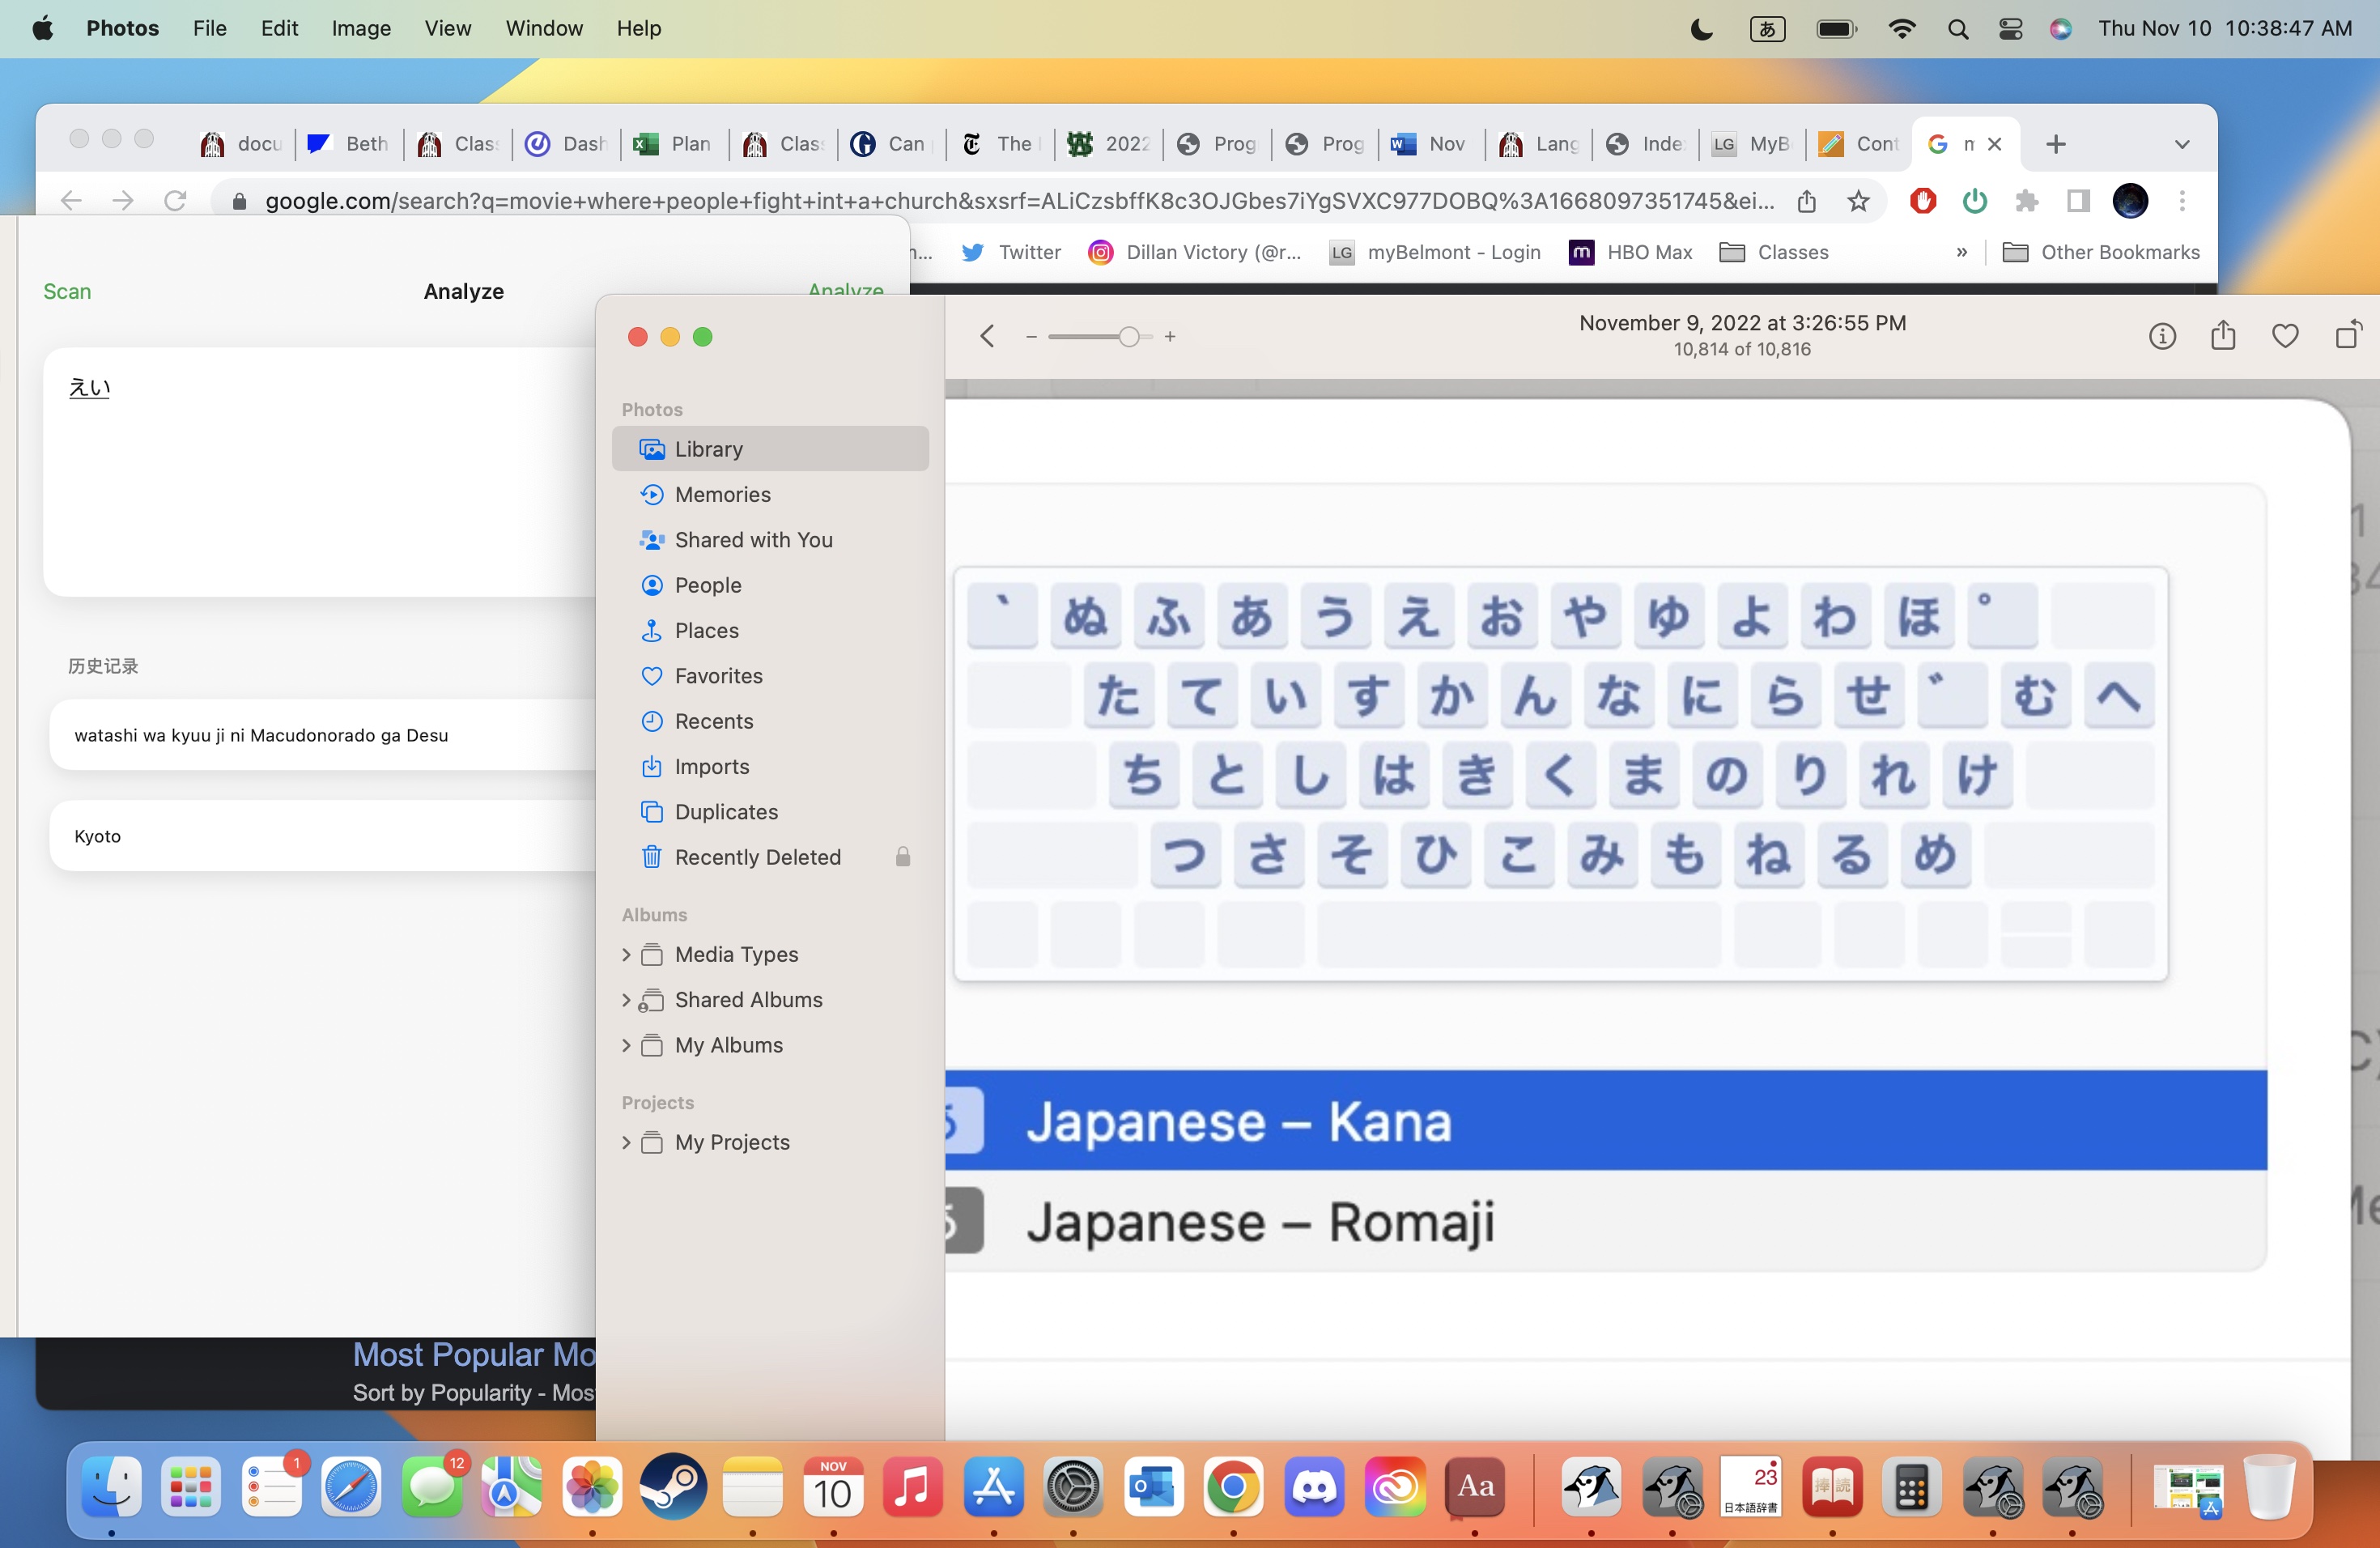 Photos File Edit Image View Window Help あ Thu Nov 10 10:38:47 AM
docu Beth Clas Dash Plan Clas Can The 2022 Prog Prog W Nov Lang Inde LG MyB Cont
google.com/search?q=movie+where+people+fight+int+a+church&sxsrf=ALiCzsbffK8c3OJGbes7iYgSVXC977DOBQ%3A1668097351745&ei...
Twitter Dillan Victory (@r... LG myBelmont - Login HBO Max Classes » Other Bookmarks
Scan Analyze Analyze
えい
历史记录
watashi wa kyuu ji ni Macudonorado ga Desu
Kyoto
Most Popular Mo
Sort by Popularity - Mos
Photos
Library
Memories
Shared with You
People
Places
Favorites
Recents
Imports
Duplicates
Recently Deleted
Albums
Media Types
Shared Albums
My Albums
Projects
My Projects
November 9, 2022 at 3:26:55 PM
10,814 of 10,816
` ぬ ふ あ う え お や ゆ よ わ ほ ゜
た て い す か ん な に ら せ ゛ む へ
ち と し は き く ま の り れ け
つ さ そ ひ こ み も ね る め
Japanese – Kana
Japanese – Romaji
1 12 NOV 10 Aa 23 日本語辞書